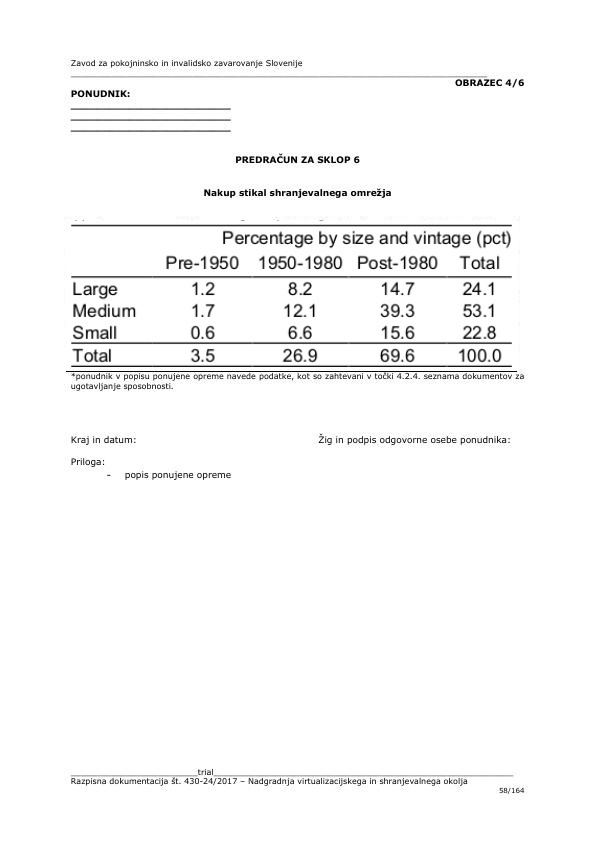 Zavod za pokojninsko in invalidsko zavarovanje Slovenije
OBRAZEC 4/6
PONUDNIK:
PREDRAČUN ZA SKLOP 6
Nakup stikal shranjevalnega omrežja
Percentage by size and vintage (pct)
Pre-1950 1950-1980 Post-1980 Total
Large 1.2 8.2 14.7 24.1
Medium 1.7 12.1 39.3 53.1
Small 0.6 6.6 15.6 22.8
Total 3.5 26.9 69.6 100.0
*ponudnik v popisu ponujene opreme navede podatke, kot so zahtevani v točki 4.2.4. seznama dokumentov za
ugotavljanje sposobnosti.
Kraj in datum: Žig in podpis odgovorne osebe ponudnika:
Priloga:
- popis ponujene opreme
trial
Razpisna dokumentacija št. 430-24/2017 – Nadgradnja virtualizacijskega in shranjevalnega okolja
58/164